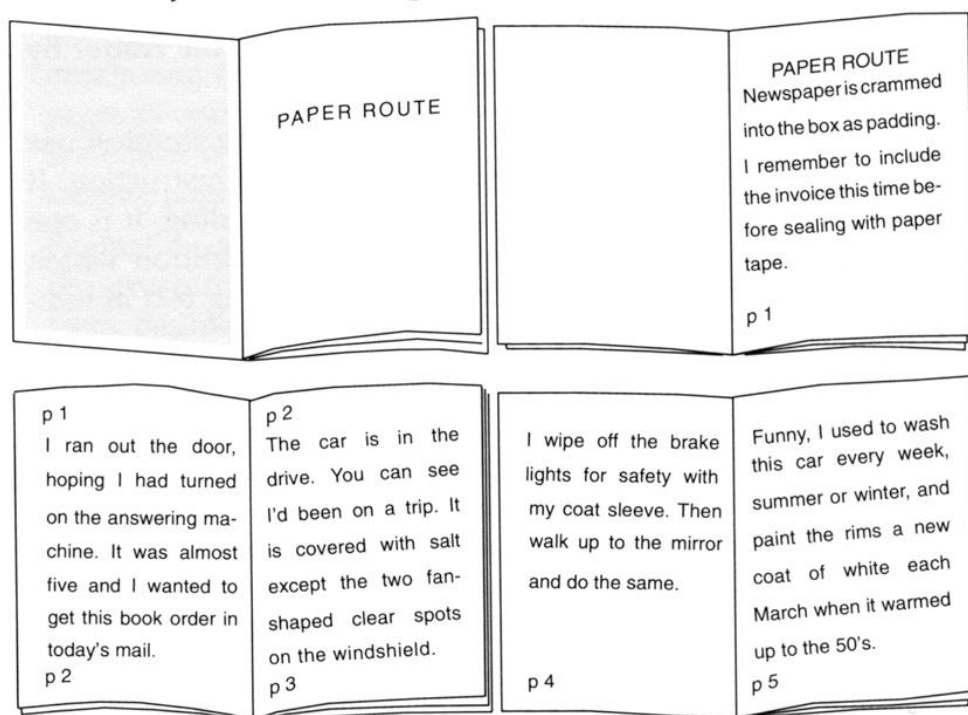 PAPER ROUTE
PAPER ROUTE
Newspaper is crammed
into the box as padding.
I remember to include
the invoice this time be-
fore sealing with paper
tape.
p 1
p 1
I ran out the door,
hoping I had turned
on the answering ma-
chine. It was almost
five and I wanted to
get this book order in
today's mail.
p 2
p 2
The car is in the
drive. You can see
I'd been on a trip. It
is covered with salt
except the two fan-
shaped clear spots
on the windshield.
p 3
I wipe off the brake
lights for safety with
my coat sleeve. Then
walk up to the mirror
and do the same.
p 4
Funny, I used to wash
this car every week,
summer or winter, and
paint the rims a new
coat of white each
March when it warmed
up to the 50's.
p 5